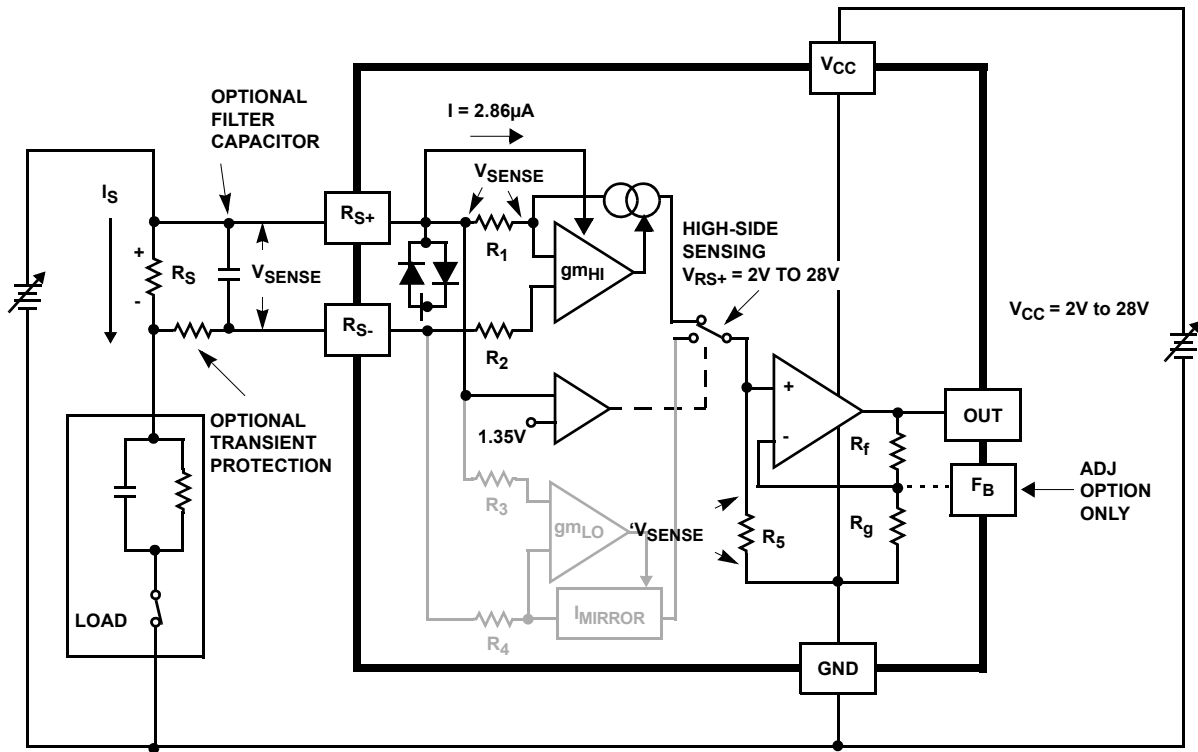 VCC
OPTIONAL
FILTER
CAPACITOR
I = 2.86µA
IS
VSENSE
RS+
R1
gmHI
HIGH-SIDE
SENSING
VRS+ = 2V TO 28V
+
RS
-
VSENSE
VCC = 2V to 28V
RS-
R2
+
OUT
1.35V
-
Rf
OPTIONAL
TRANSIENT
PROTECTION
FB
ADJ
OPTION
ONLY
R3
gmLO
‘VSENSE
R5
Rg
LOAD
IMIRROR
R4
GND